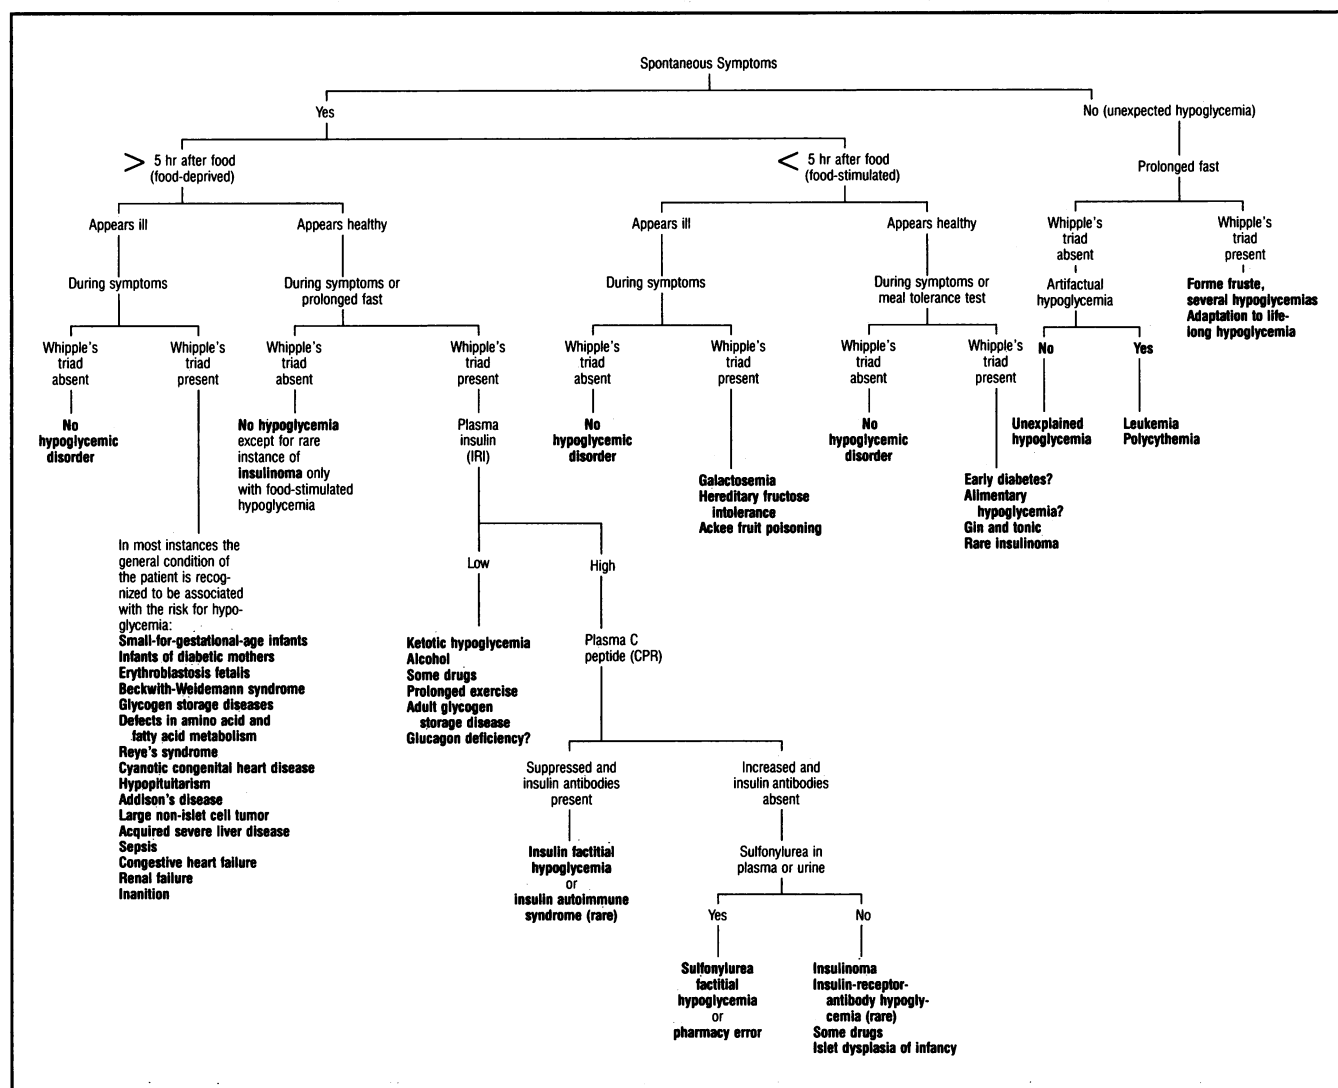 Spontaneous Symptoms
Yes
No (unexpected hypoglycemia)
> 5 hr after food
(food-deprived)
< 5 hr after food
(food-stimulated)
Prolonged fast
Appears ill
Appears healthy
Appears ill
Appears healthy
Whipple's
triad
absent
Whipple's
triad
present
During symptoms
During symptoms or
prolonged fast
During symptoms
During symptoms or
meal tolerance test
Artifactual
hypoglycemia
Forme fruste,
several hypoglycemias
Adaptation to life-
long hypoglycemia
Whipple's
triad
absent
Whipple's
triad
present
Whipple's
triad
absent
Whipple's
triad
present
Whipple's
triad
absent
Whipple's
triad
present
Whipple's
triad
absent
Whipple's
triad
present
No
Yes
No
hypoglycemic
disorder
No hypoglycemia
except for rare
instance of
insulinoma only
with food-stimulated
hypoglycemia
Plasma
insulin
(IRI)
No
hypoglycemic
disorder
No
hypoglycemic
disorder
Unexplained
hypoglycemia
Leukemia
Polycythemia
Galactosemia
Hereditary fructose
intolerance
Ackee fruit poisoning
Early diabetes?
Alimentary
hypoglycemia?
Gin and tonic
Rare insulinoma
In most instances the
general condition of
the patient is recog-
nized to be associated
with the risk for hypo-
glycemia:
Small-for-gestational-age infants
Infants of diabetic mothers
Erythroblastosis fetalis
Beckwith-Weidemann syndrome
Glycogen storage diseases
Defects in amino acid and
fatty acid metabolism
Reye's syndrome
Cyanotic congenital heart disease
Hypopituitarism
Addison's disease
Large non-islet cell tumor
Acquired severe liver disease
Sepsis
Congestive heart failure
Renal failure
Inanition
Low
High
Ketotic hypoglycemia
Alcohol
Some drugs
Prolonged exercise
Adult glycogen
storage disease
Glucagon deficiency?
Plasma C
peptide (CPR)
Suppressed and
insulin antibodies
present
Increased and
insulin antibodies
absent
Insulin factitial
hypoglycemia
or
insulin autoimmune
syndrome (rare)
Sulfonylurea in
plasma or urine
Yes
No
Sulfonylurea
factitial
hypoglycemia
or
pharmacy error
Insulinoma
Insulin-receptor-
antibody hypogly-
cemia (rare)
Some drugs
Islet dysplasia of infancy